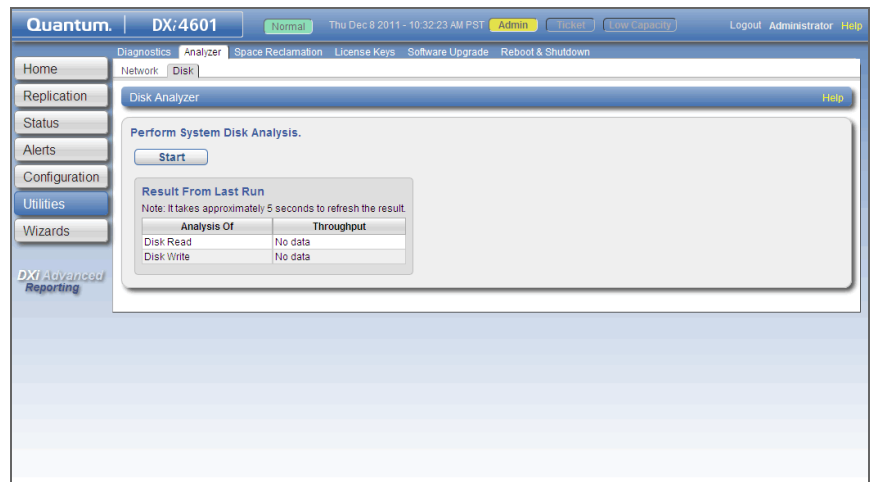 Quantum. DXi4601 Normal Thu Dec 8 2011 - 10:32:23 AM PST Admin Ticket Low Capacity Logout Administrator Help
Diagnostics Analyzer Space Reclamation License Keys Software Upgrade Reboot & Shutdown
Home
Network Disk
Replication
Disk Analyzer Help
Status
Perform System Disk Analysis.
Alerts
Start
Configuration
Result From Last Run
Utilities
Note: It takes approximately 5 seconds to refresh the result.
Wizards
Analysis Of Throughput
Disk Read No data
Disk Write No data
DXi Advanced
Reporting